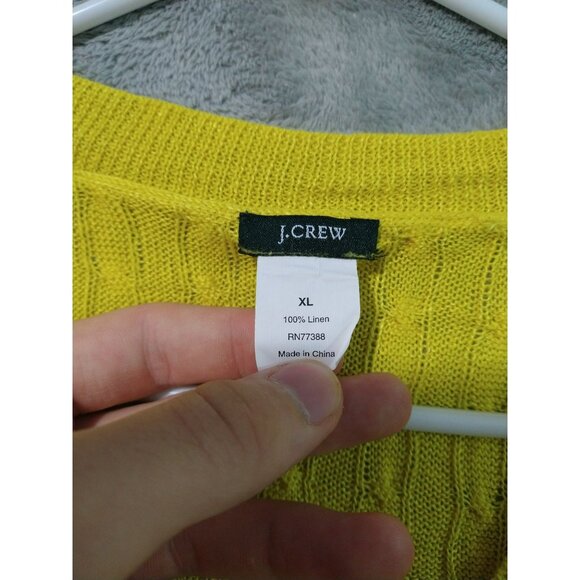 J.CREW
XL
100% Linen
RN77388
Made in China